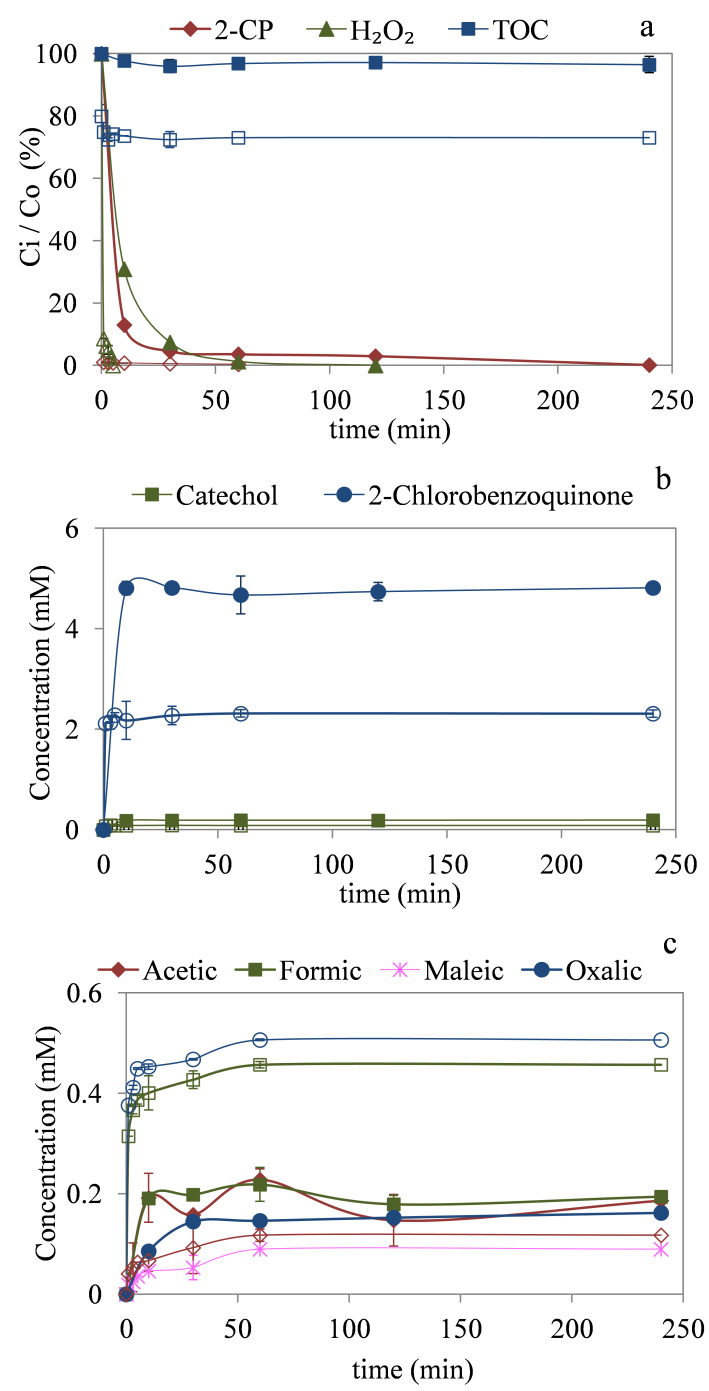 a
2-CP H₂O₂ TOC
100
80
60
40
20
0
Ci / Co (%)
0 50 100 150 200 250
time (min)
b
Catechol 2-Chlorobenzoquinone
6
4
2
0
Concentration (mM)
0 50 100 150 200 250
time (min)
c
Acetic Formic Maleic Oxalic
0.6
0.4
0.2
0
Concentration (mM)
0 50 100 150 200 250
time (min)